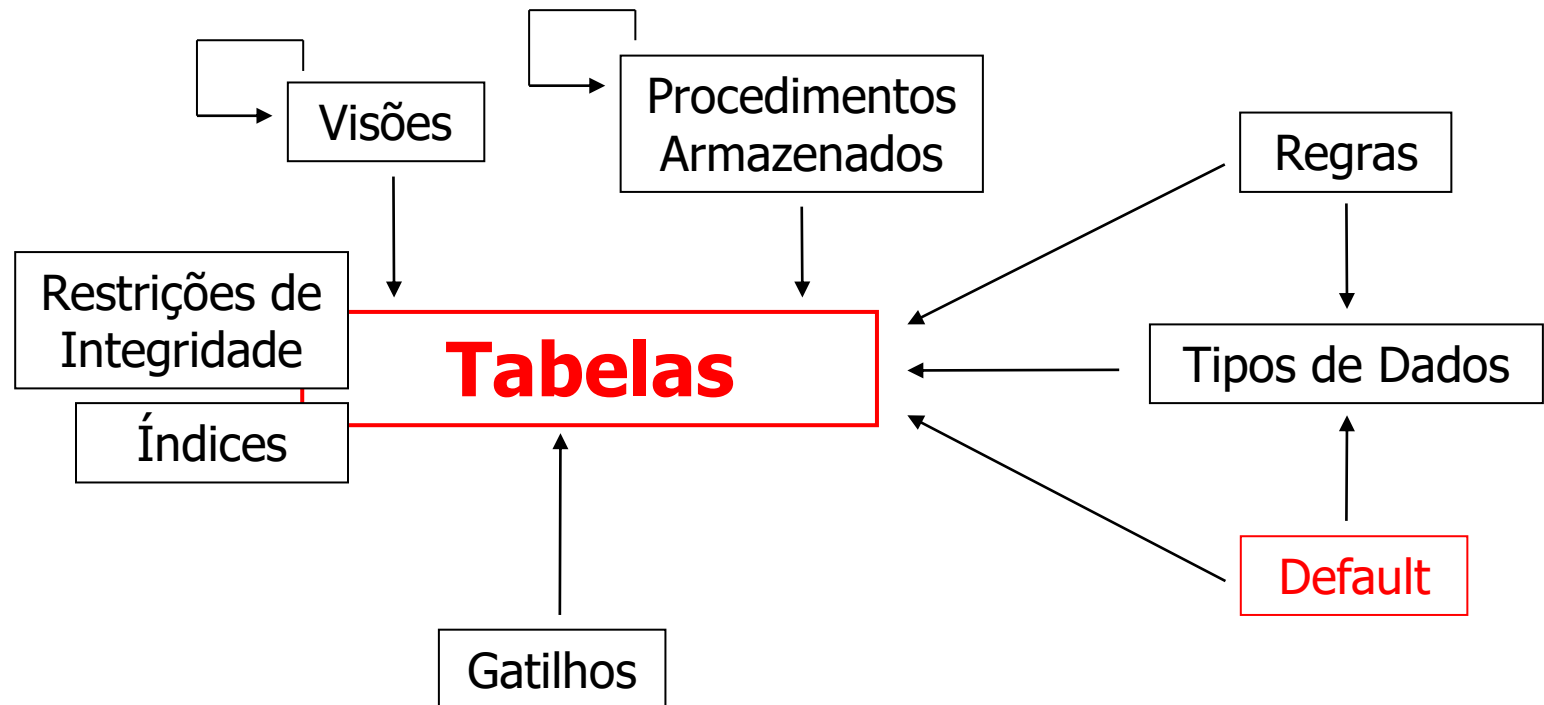 Visões
Procedimentos
Armazenados
Regras
Restrições de
Integridade
Tabelas
Tipos de Dados
Índices
Default
Gatilhos